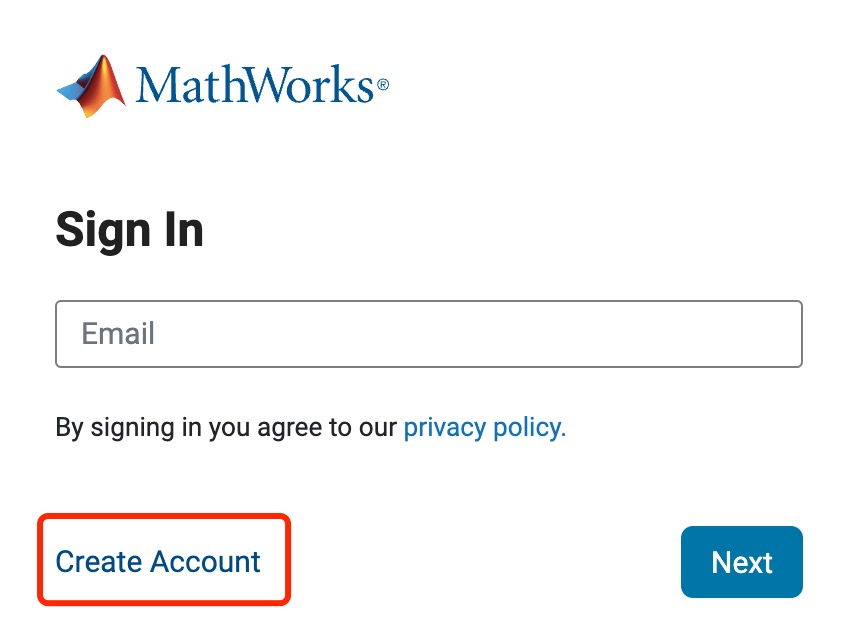 MathWorks®
Sign In
Email
By signing in you agree to our privacy policy.
Create Account
Next